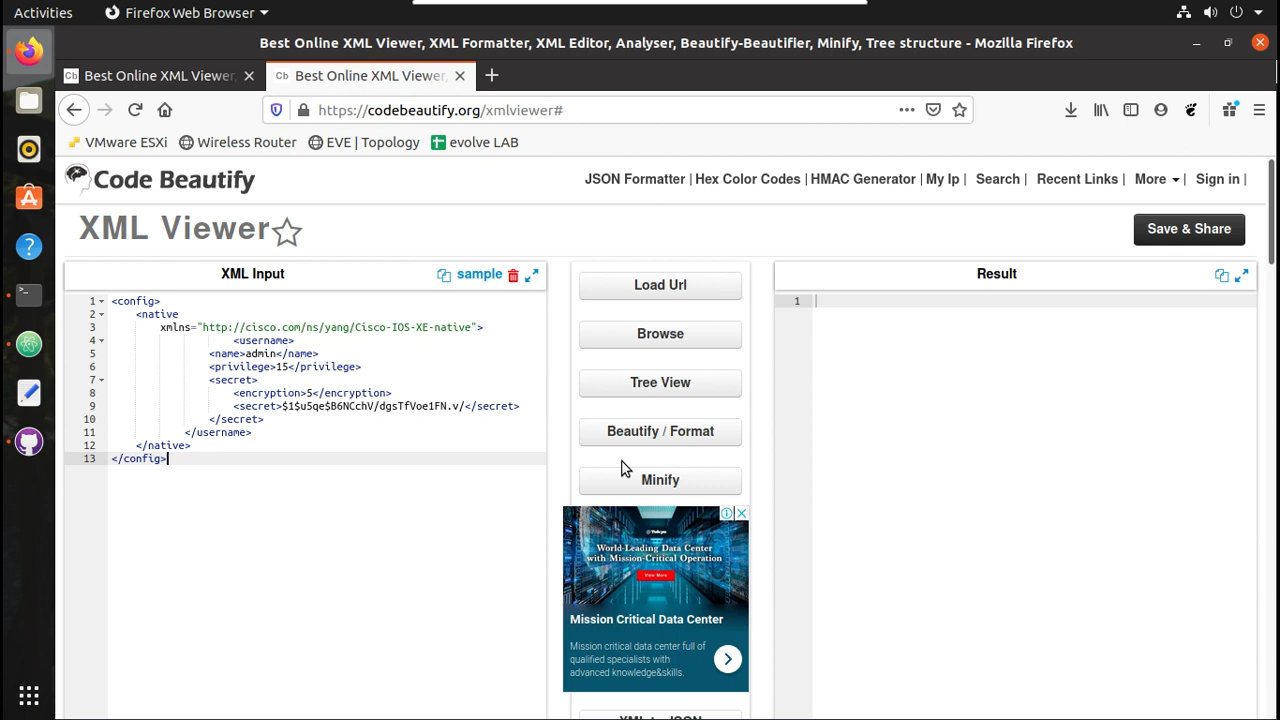 Activities
Firefox Web Browser
Best Online XML Viewer, XML Formatter, XML Editor, Analyser, Beautify-Beautifier, Minify, Tree structure - Mozilla Firefox
Cb Best Online XML Viewer,
Cb Best Online XML Viewer,
https://codebeautify.org/xmlviewer#
VMware ESXi
Wireless Router
EVE | Topology
evolve LAB
Code Beautify
JSON Formatter | Hex Color Codes | HMAC Generator | My Ip | Search | Recent Links | More | Sign in |
XML Viewer
Save & Share
XML Input
sample
1 <config>
2 <native
3 xmlns="http://cisco.com/ns/yang/Cisco-IOS-XE-native">
4 <username>
5 <name>admin</name>
6 <privilege>15</privilege>
7 <secret>
8 <encryption>5</encryption>
9 <secret>$1$u5qe$B6NCchV/dgsTfVoe1FN.v/</secret>
10 </secret>
11 </username>
12 </native>
13 </config>
Load Url
Browse
Tree View
Beautify / Format
Minify
World-Leading Data Center
with Mission-Critical Operation
View More
Mission Critical Data Center
Mission critical data center full of
qualified specialists with
advanced knowledge&skills.
XML to JSON
Result
1